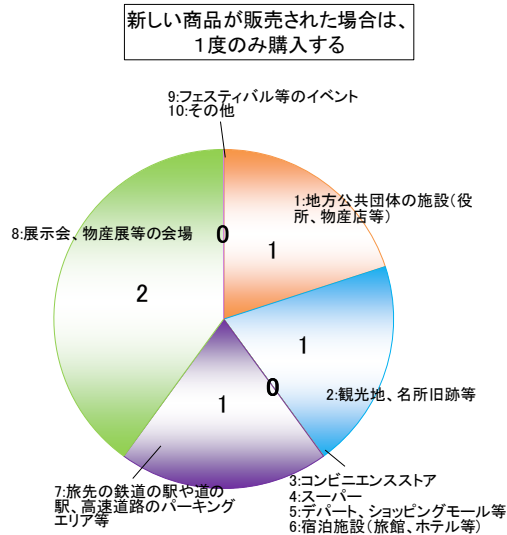 新しい商品が販売された場合は、
1度のみ購入する
9:フェスティバル等のイベント
10:その他
1:地方公共団体の施設(役
所、物産店等)
8:展示会、物産展等の会場
0
1
2
1
2:観光地、名所旧跡等
0
1
7:旅先の鉄道の駅や道の
駅、高速道路のパーキング
エリア等
3:コンビニエンスストア
4:スーパー
5:デパート、ショッピングモール等
6:宿泊施設(旅館、ホテル等)